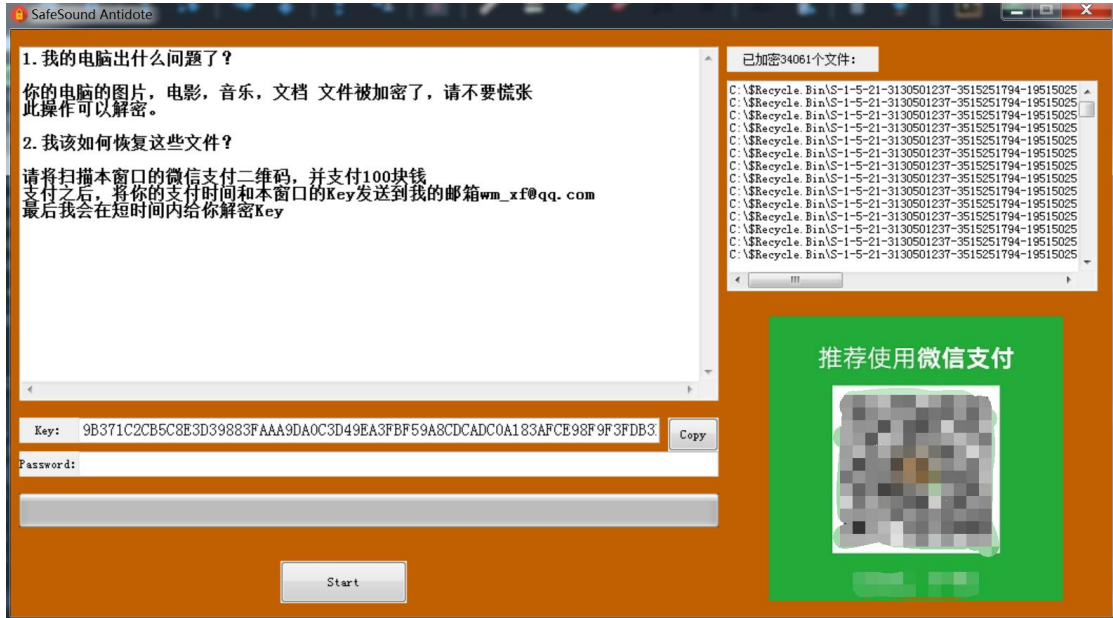 SafeSound Antidote
1.我的电脑出什么问题了?
你的电脑的图片，电影，音乐，文档 文件被加密了，请不要慌张
此操作可以解密。
2.我该如何恢复这些文件?
请将扫描本窗口的微信支付二维码，并支付100块钱
支付之后，将你的支付时间和本窗口的Key发送到我的邮箱wm_xf@qq.com
最后我会在短时间内给你解密Key
已加密34061个文件:
C:\$Recycle.Bin\S-1-5-21-3130501237-3515251794-19515025
C:\$Recycle.Bin\S-1-5-21-3130501237-3515251794-19515025
C:\$Recycle.Bin\S-1-5-21-3130501237-3515251794-19515025
C:\$Recycle.Bin\S-1-5-21-3130501237-3515251794-19515025
C:\$Recycle.Bin\S-1-5-21-3130501237-3515251794-19515025
C:\$Recycle.Bin\S-1-5-21-3130501237-3515251794-19515025
C:\$Recycle.Bin\S-1-5-21-3130501237-3515251794-19515025
C:\$Recycle.Bin\S-1-5-21-3130501237-3515251794-19515025
C:\$Recycle.Bin\S-1-5-21-3130501237-3515251794-19515025
C:\$Recycle.Bin\S-1-5-21-3130501237-3515251794-19515025
C:\$Recycle.Bin\S-1-5-21-3130501237-3515251794-19515025
C:\$Recycle.Bin\S-1-5-21-3130501237-3515251794-19515025
C:\$Recycle.Bin\S-1-5-21-3130501237-3515251794-19515025
C:\$Recycle.Bin\S-1-5-21-3130501237-3515251794-19515025
推荐使用微信支付
Key: 9B371C2CB5C8E3D39883FAAA9DA0C3D49EA3FBF59A8CDCADC0A183AFCE98F9F3FDB3
Copy
Password:
Start